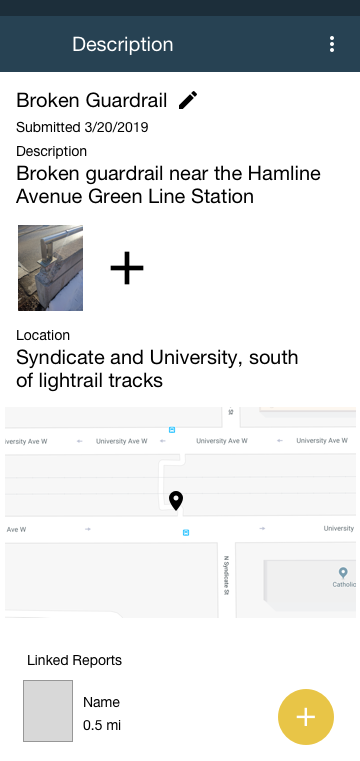 Description
Broken Guardrail
Submitted 3/20/2019
Description
Broken guardrail near the Hamline
Avenue Green Line Station
Location
Syndicate and University, south
of lightrail tracks
St
iversity Ave W
University Ave W
University Ave W
University Ave W
Ave W
University
N Syndicate St
Catholic
Linked Reports
Name
0.5 mi